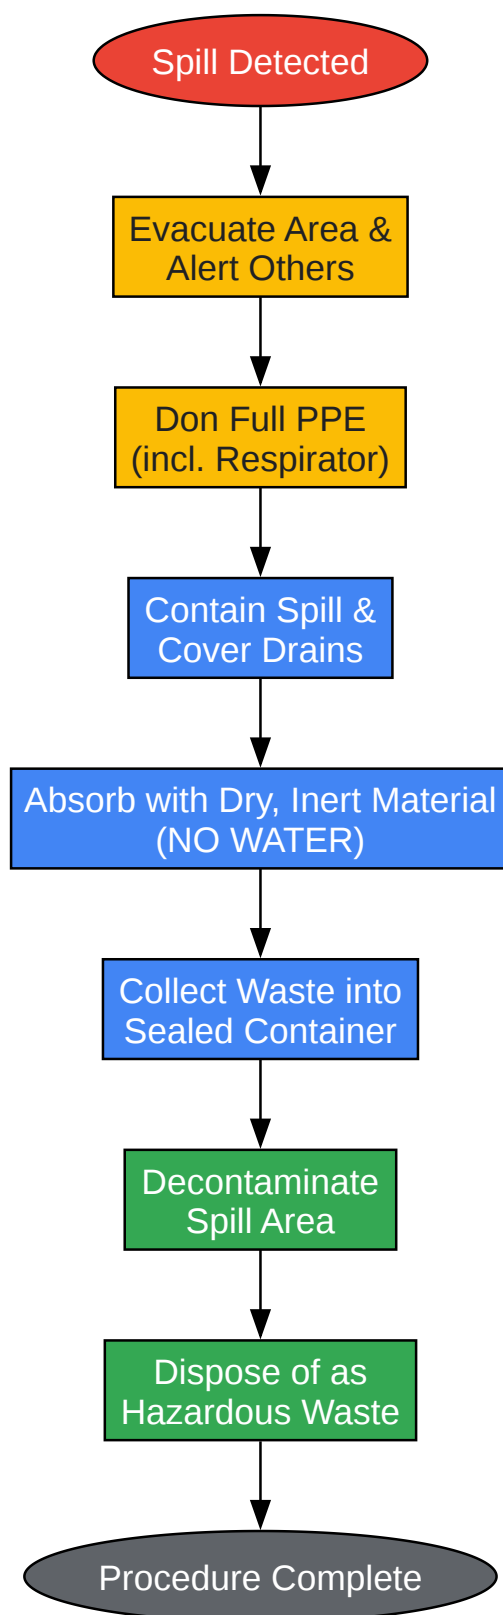 Spill Detected
Evacuate Area &
Alert Others
Don Full PPE
(incl. Respirator)
Contain Spill &
Cover Drains
Absorb with Dry, Inert Material
(NO WATER)
Collect Waste into
Sealed Container
Decontaminate
Spill Area
Dispose of as
Hazardous Waste
Procedure Complete